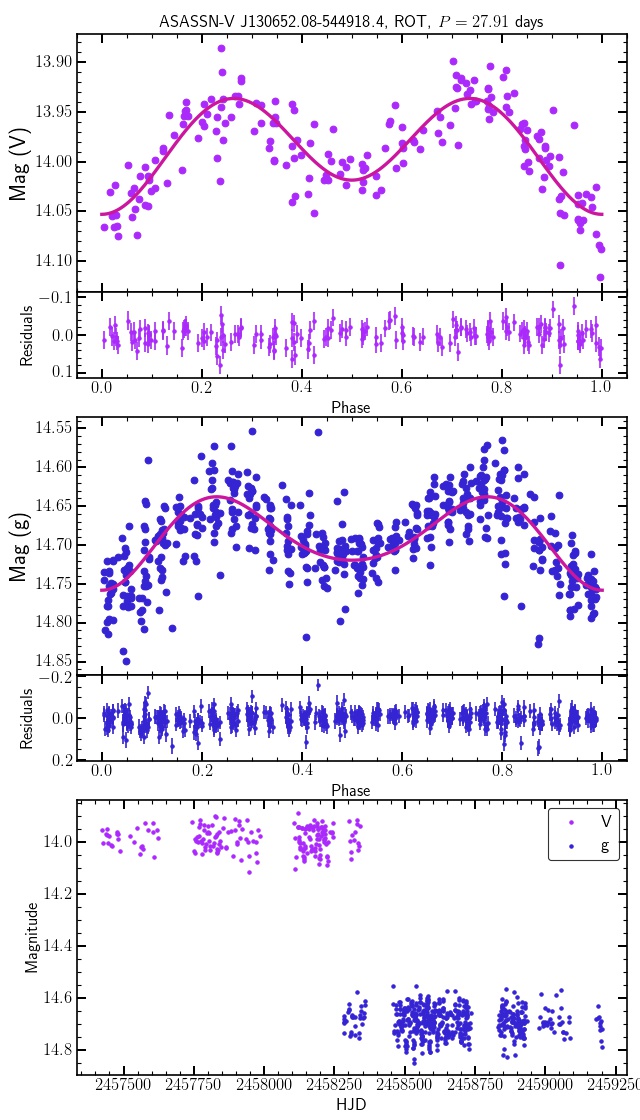 ASASSN-V J130652.08-544918.4, ROT, P = 27.91 days
13.90
13.95
14.00
14.05
14.10
Mag (V)
−0.1
0.0
0.1
Residuals
0.0 0.2 0.4 0.6 0.8 1.0
Phase
14.55
14.60
14.65
14.70
14.75
14.80
14.85
Mag (g)
−0.2
0.0
0.2
Residuals
0.0 0.2 0.4 0.6 0.8 1.0
Phase
V
g
14.0
14.2
14.4
14.6
14.8
Magnitude
2457500 2457750 2458000 2458250 2458500 2458750 2459000 245925
HJD